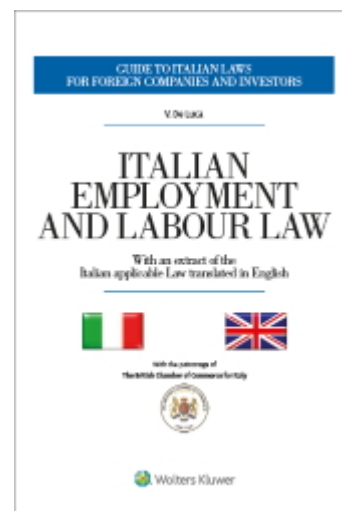 GUIDE TO ITALIAN LAWS
FOR FOREIGN COMPANIES AND INVESTORS
V. De Luca
ITALIAN
EMPLOYMENT
AND LABOUR LAW
With an extract of the
Italian applicable Law translated in English
With the patronage of
The British Chamber of Commerce for Italy
Wolters Kluwer